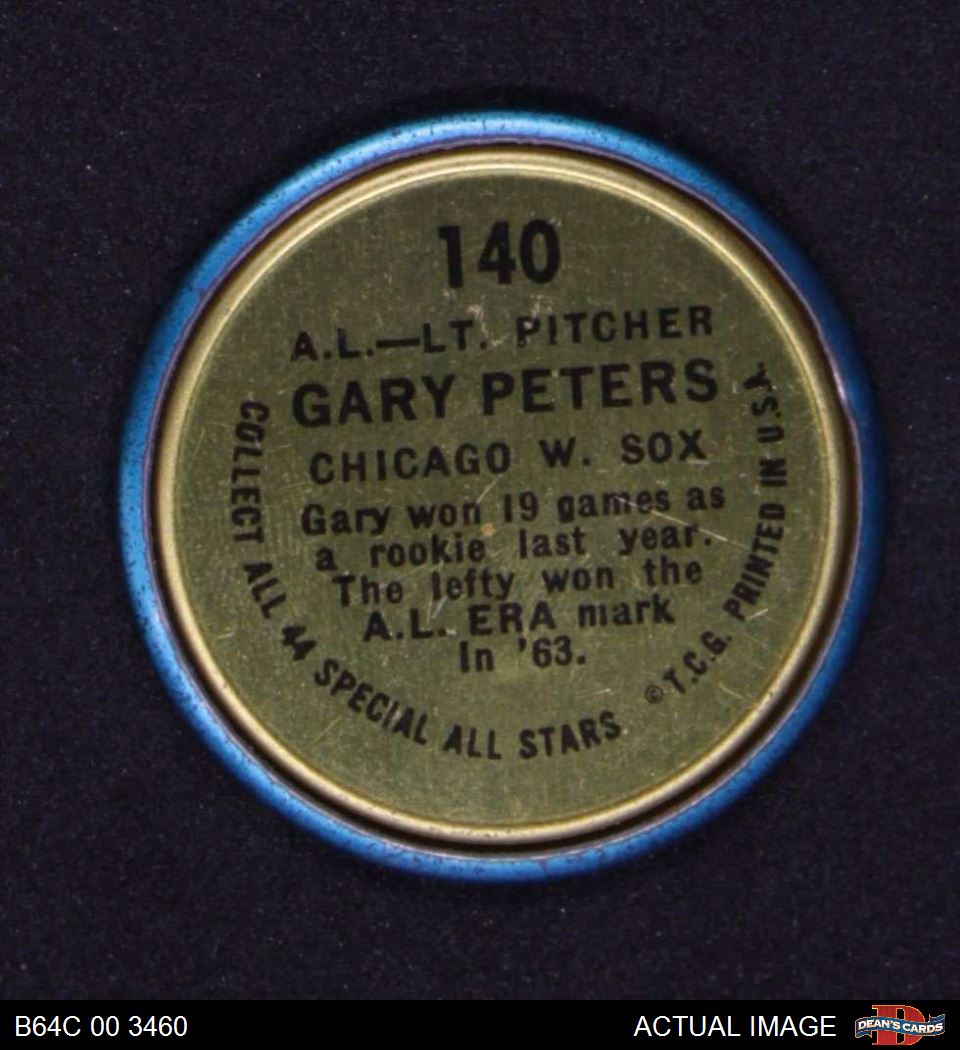 140
A.L.—LT. PITCHER
GARY PETERS
CHICAGO W. SOX
Gary won 19 games as
a rookie last year.
The lefty won the
A.L. ERA mark
In '63.
COLLECT ALL 44 SPECIAL ALL STARS
© T.C.G. PRINTED IN U.S.A.
B64C 00 3460
ACTUAL IMAGE
DEAN'S CARDS